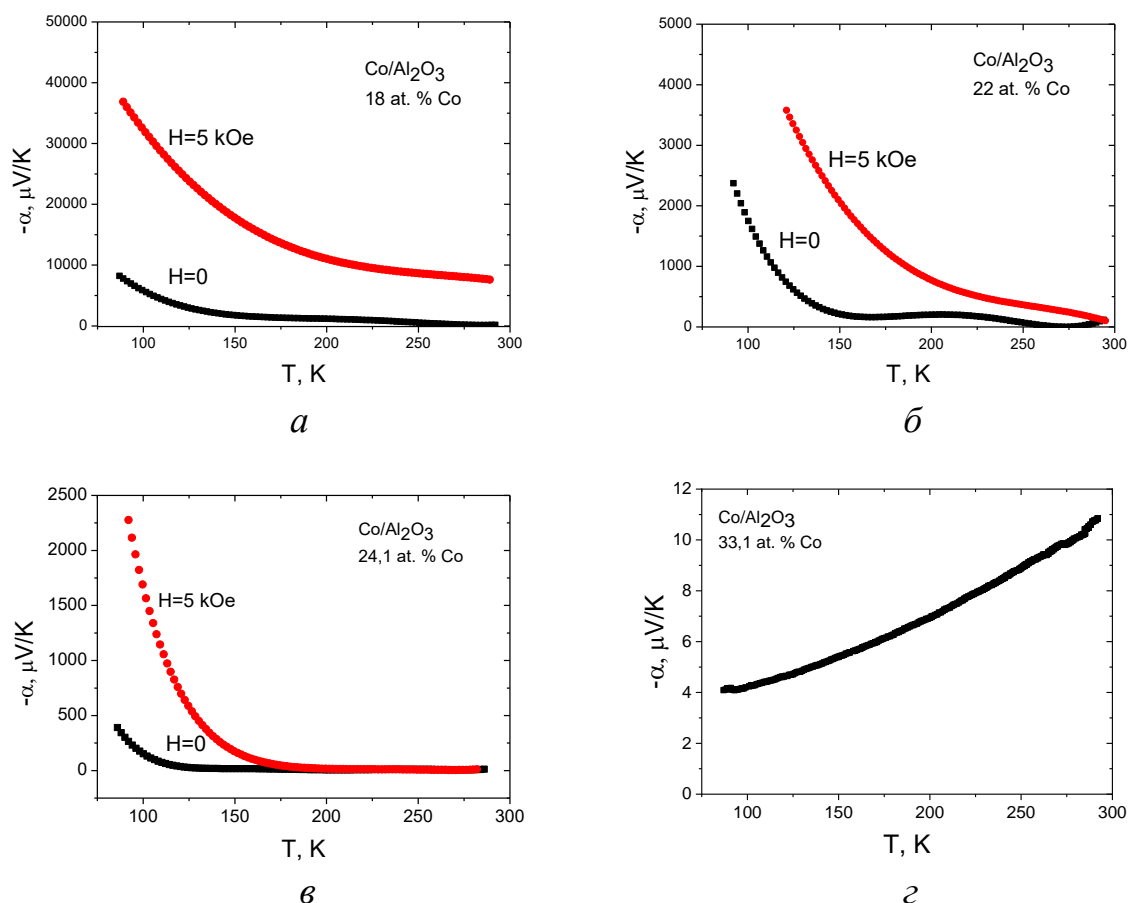 50000
40000
30000
20000
10000
0
-α, μV/K
Co/Al₂O₃
18 at. % Co
H=5 kOe
H=0
100 150 200 250 300
T, K
а
5000
4000
3000
2000
1000
0
-α, μV/K
Co/Al₂O₃
22 at. % Co
H=5 kOe
H=0
100 150 200 250 300
T, K
б
2500
2000
1500
1000
500
0
-α, μV/K
Co/Al₂O₃
24,1 at. % Co
H=5 kOe
H=0
100 150 200 250 300
T, K
в
12
10
8
6
4
2
0
-α, μV/K
Co/Al₂O₃
33,1 at. % Co
100 150 200 250 300
T, K
г